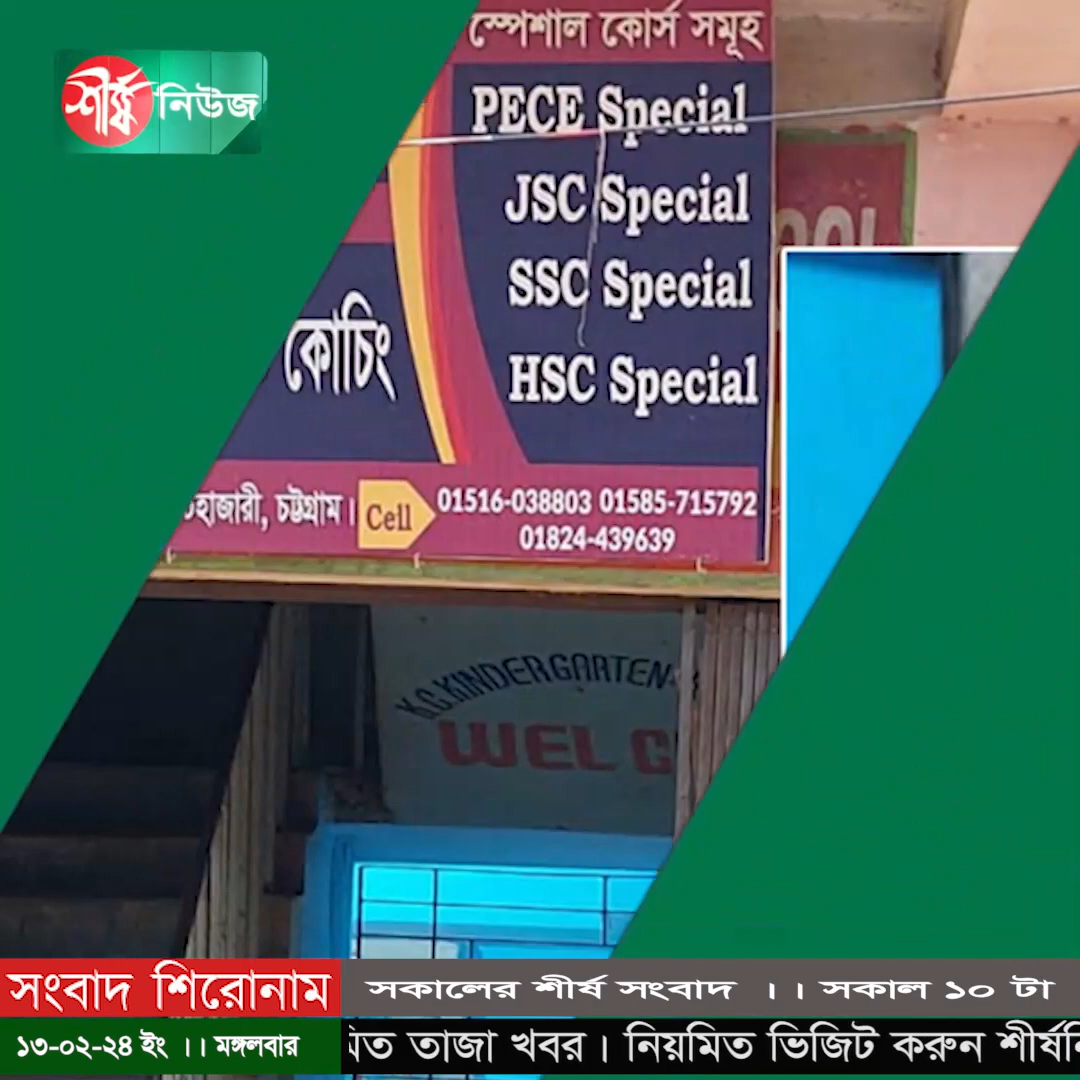 স্পেশাল কোর্স সমূহ
শীর্ষ নিউজ
PECE Special
JSC Special
SSC Special
কোচিং
HSC Special
হাজারী, চট্টগ্রাম।
Cell
01516-038803 01585-715792
01824-439639
K.C.KINDERGARTEN
WELC
সংবাদ শিরোনাম
সকালের শীর্ষ সংবাদ ।। সকাল ১০ টা
১৩-০২-২৪ ইং ।। মঙ্গলবার
তাজা খবর। নিয়মিত ভিজিট করুন